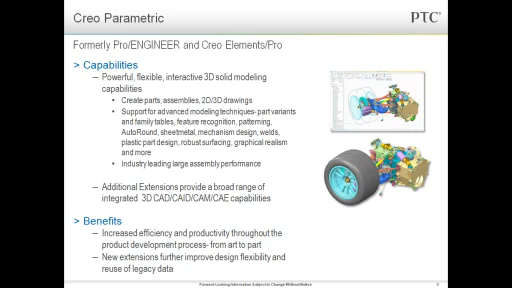 Creo Parametric
PTC
Formerly Pro/ENGINEER and Creo Elements/Pro
> Capabilities
– Powerful, flexible, interactive 3D solid modeling
capabilities
• Create parts, assemblies, 2D/3D drawings
• Support for advanced modeling techniques- part variants
and family tables, feature recognition, patterning,
AutoRound, sheetmetal, mechanism design, welds,
plastic part design, robust surfacing, graphical realism
and more
• Industry leading large assembly performance
– Additional Extensions provide a broad range of
integrated 3D CAD/CAID/CAM/CAE capabilities
> Benefits
– Increased efficiency and productivity throughout the
product development process- from art to part
– New extensions further improve design flexibility and
reuse of legacy data
Forward Looking Information Subject to Change Without Notice